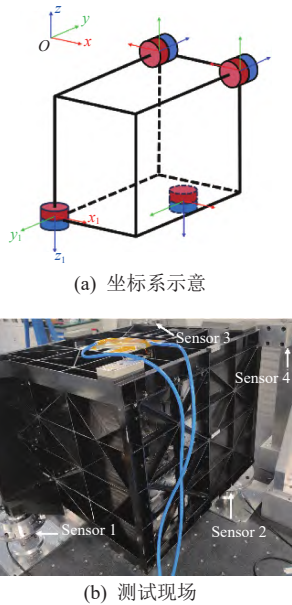 z
y
O
x
x₁
y₁
z₁
(a) 坐标系示意
Sensor 3
Sensor 4
Sensor 1
Sensor 2
(b) 测试现场